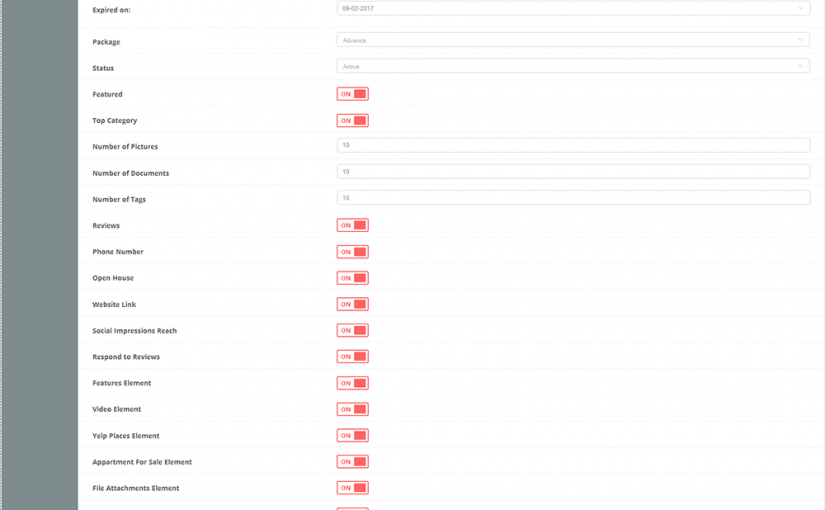 Expired on: 09-02-2017
Package Advance
Status Active
Featured ON
Top Category ON
Number of Pictures 10
Number of Documents 10
Number of Tags 10
Reviews ON
Phone Number ON
Open House ON
Website Link ON
Social Impressions Reach ON
Respond to Reviews ON
Features Element ON
Video Element ON
Yelp Places Element ON
Appartment For Sale Element ON
File Attachments Element ON